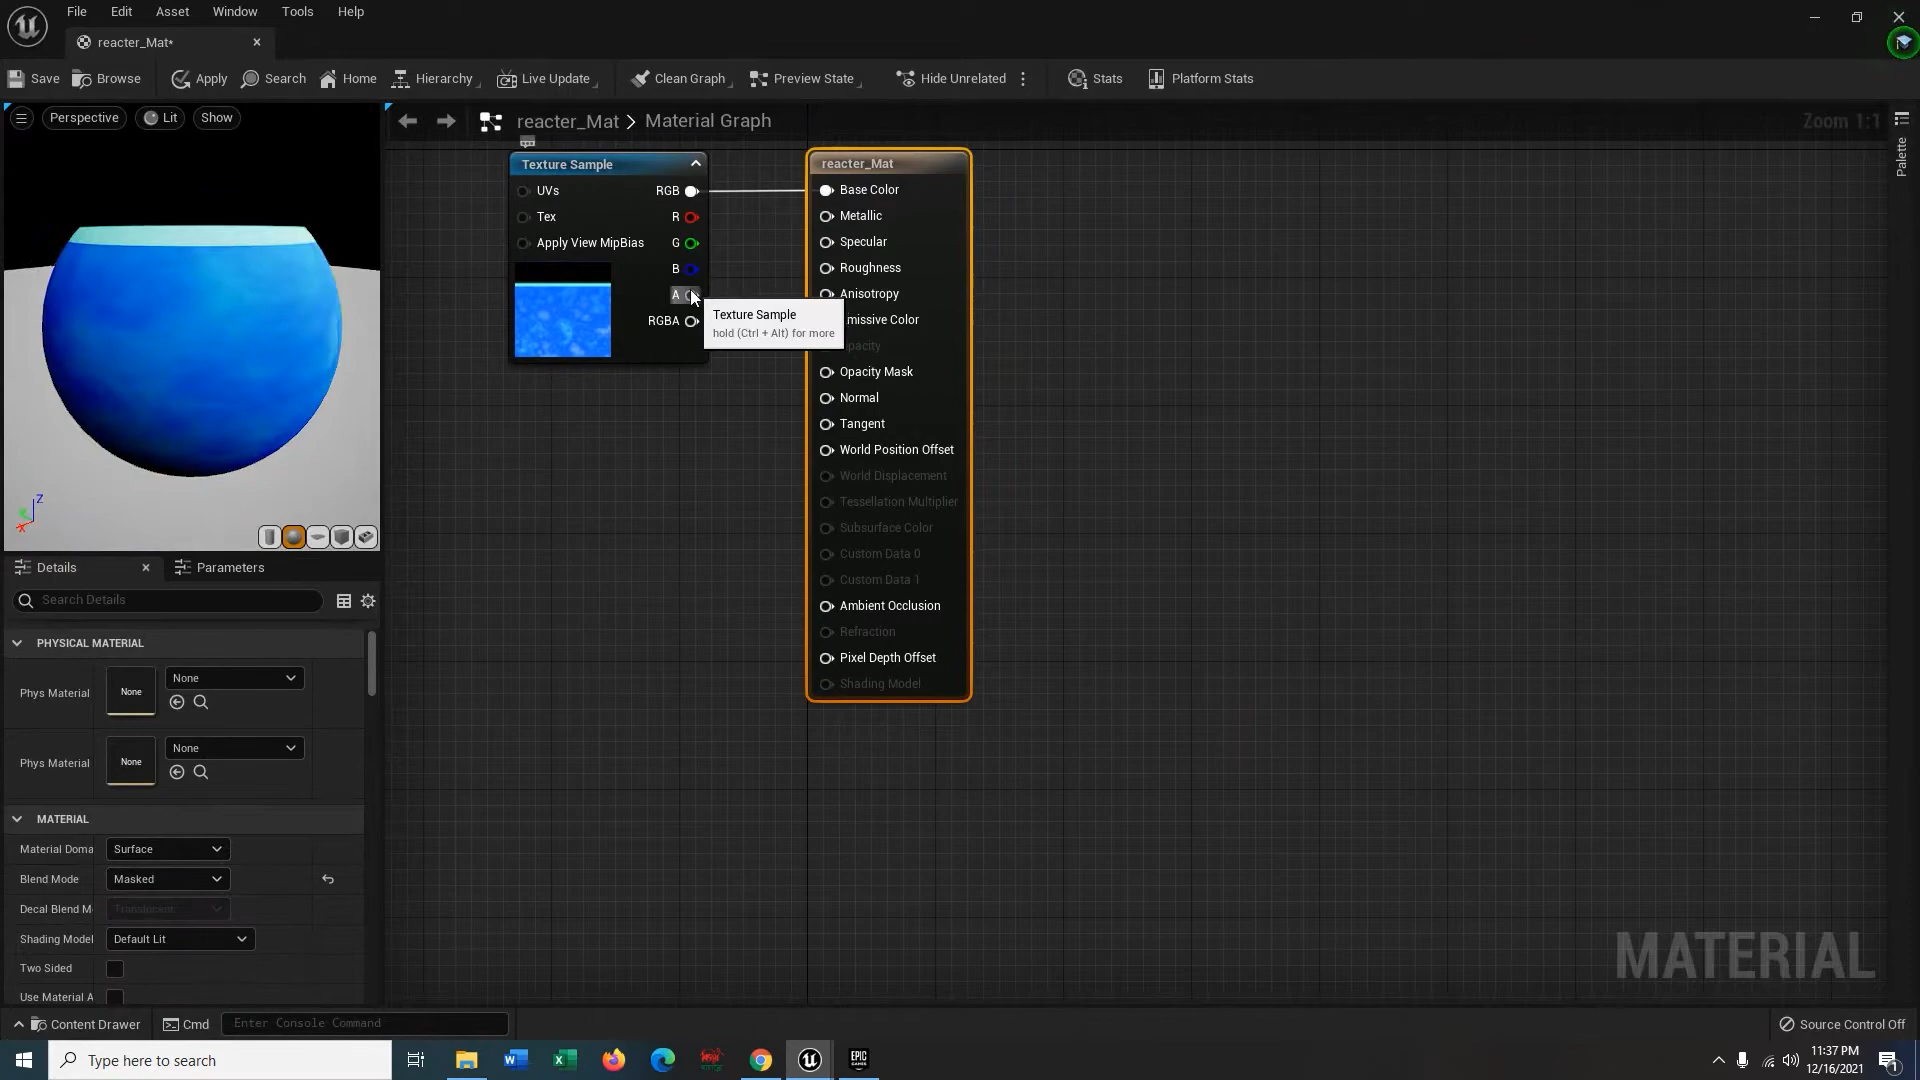 File Edit Asset Window Tools Help
reacter_Mat*
Save Browse Apply Search Home Hierarchy Live Update Clean Graph Preview State Hide Unrelated Stats Platform Stats
Perspective Lit Show
reacter_Mat > Material Graph
Zoom 1:1
Palette
Texture Sample
UVs RGB
Tex R
Apply View MipBias G
B
A
RGBA
Texture Sample
hold (Ctrl + Alt) for more
reacter_Mat
Base Color
Metallic
Specular
Roughness
Anisotropy
missive Color
pacity
Opacity Mask
Normal
Tangent
World Position Offset
World Displacement
Tessellation Multiplier
Subsurface Color
Custom Data 0
Custom Data 1
Ambient Occlusion
Refraction
Pixel Depth Offset
Shading Model
Z
X
Details Parameters
Search Details
PHYSICAL MATERIAL
Phys Material None None
Phys Material None None
MATERIAL
Material Doma Surface
Blend Mode Masked
Decal Blend M Translucent
Shading Model Default Lit
Two Sided
Use Material A
MATERIAL
Content Drawer Cmd Enter Console Command
Source Control Off
Type here to search
EPIC GAMES
11:37 PM
12/16/2021
1